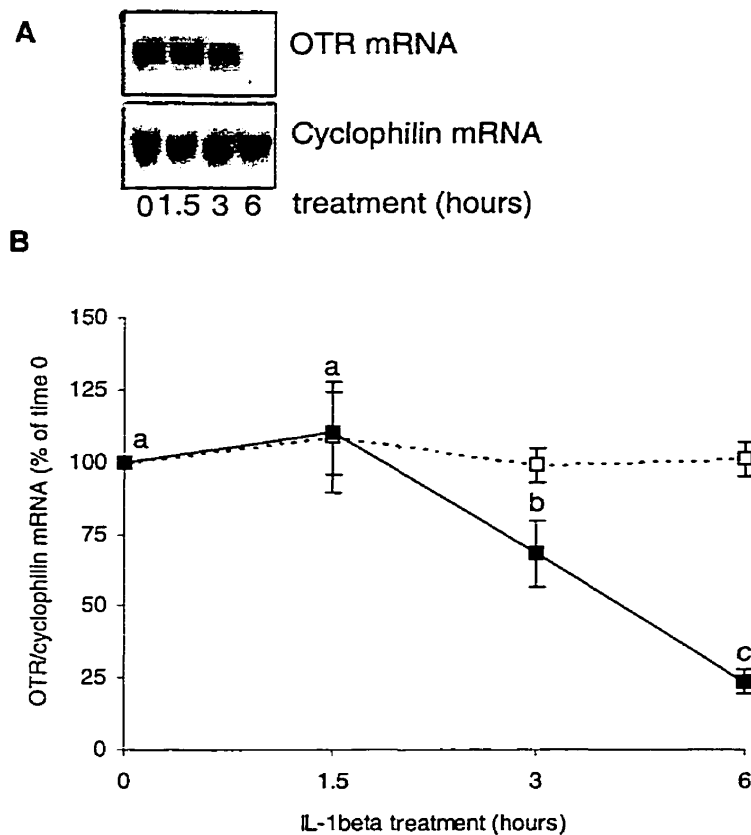 A
OTR mRNA
Cyclophilin mRNA
0 1.5 3 6 treatment (hours)
B
OTR/cyclophilin mRNA (% of time 0
150
125
100
75
50
25
0
a
a
b
c
0 1.5 3 6
IL-1beta treatment (hours)